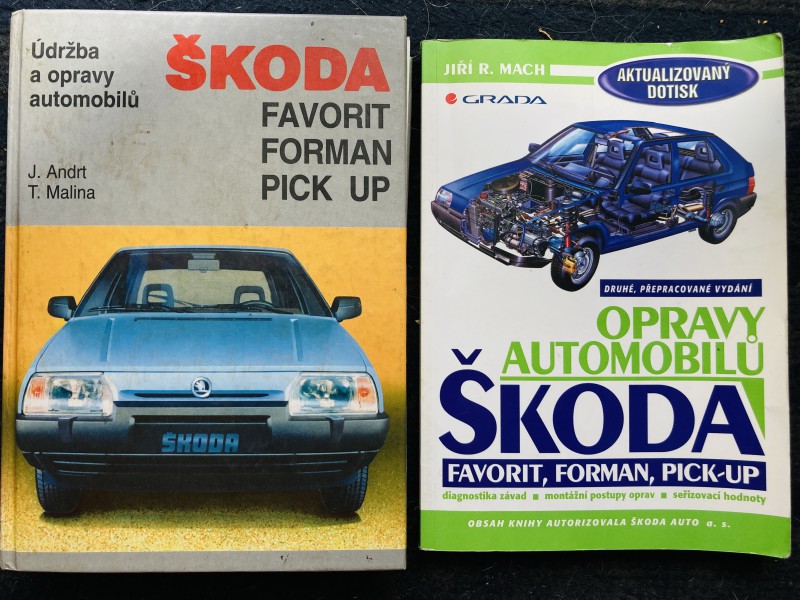 Údržba
a opravy
automobilů
ŠKODA
FAVORIT
FORMAN
PICK UP
J. Andrt
T. Malina
ŠKODA
JIŘÍ R. MACH
AKTUALIZOVANÝ
DOTISK
GRADA
DRUHÉ, PŘEPRACOVANÉ VYDÁNÍ
OPRAVY
AUTOMOBILŮ
ŠKODA
FAVORIT, FORMAN, PICK-UP
diagnostika závad ■ montážní postupy oprav ■ seřizovací hodnoty
OBSAH KNIHY AUTORIZOVALA ŠKODA AUTO a. s.